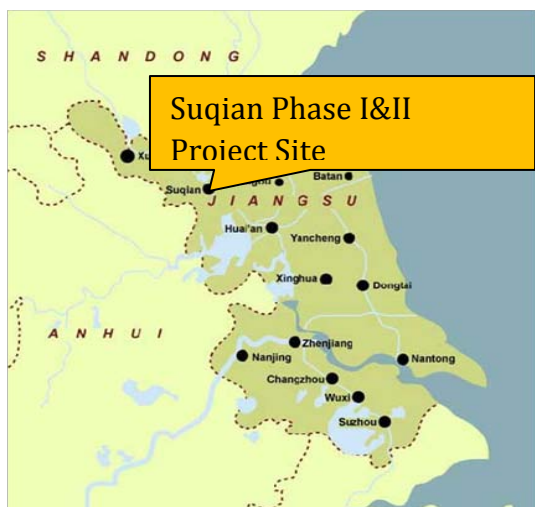 SHANDONG
Suqian Phase I&II
Project Site
Suqian
Batan
JIANGSU
Huai'an
Yancheng
Xinghua
Dongtai
ANHUI
Zhenjiang
Nanjing
Nantong
Changzhou
Wuxi
Suzhou